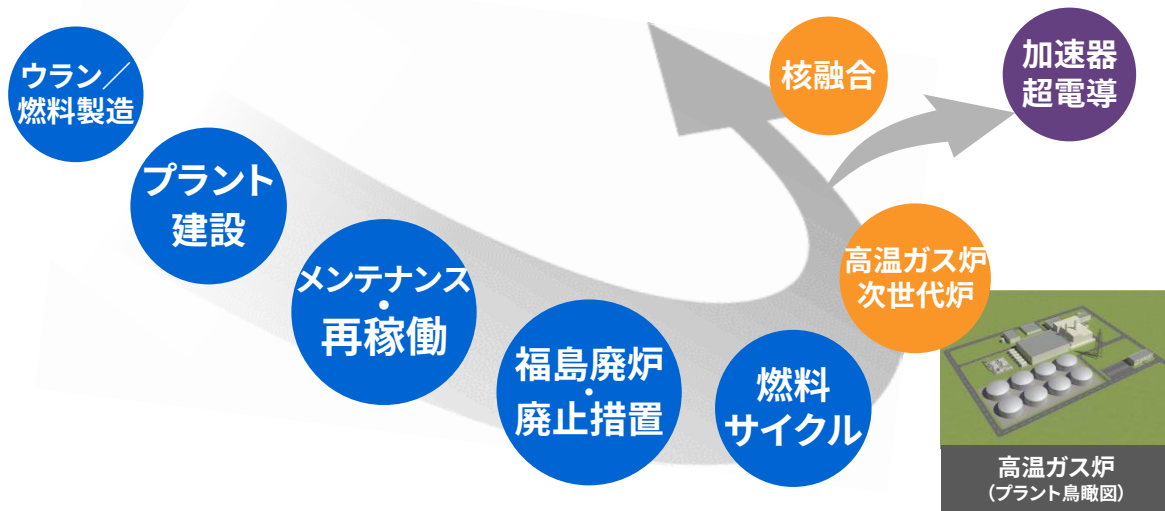 ウラン／
燃料製造
プラント
建設
メンテナンス
・
再稼働
福島廃炉
・
廃止措置
燃料
サイクル
高温ガス炉
次世代炉
核融合
加速器
超電導
高温ガス炉
（プラント鳥瞰図）